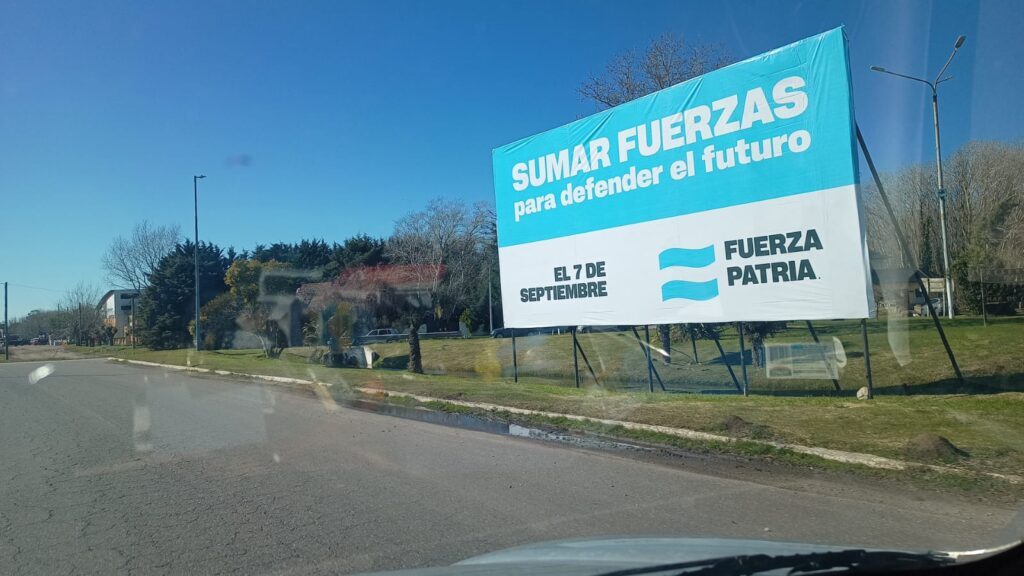 SUMAR FUERZAS
para defender el futuro
EL 7 DE
SEPTIEMBRE
FUERZA
PATRIA